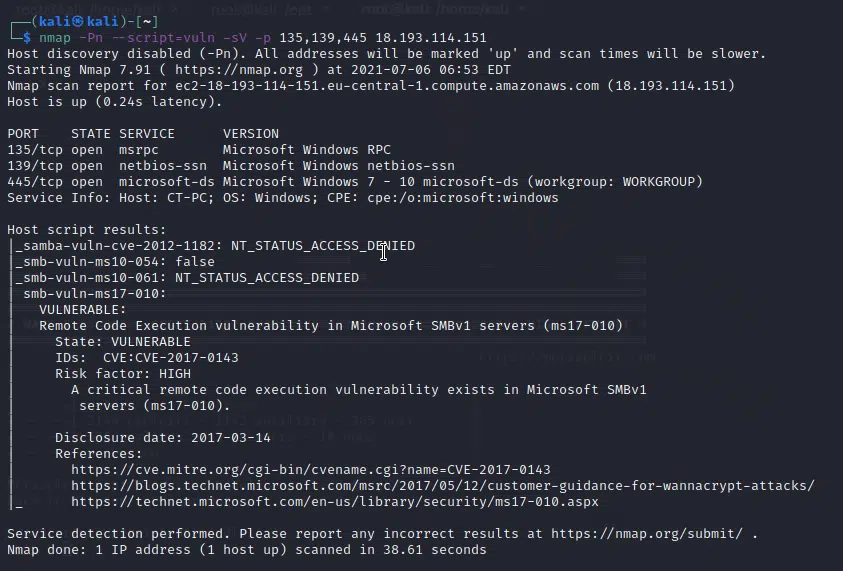 ┌──(kali㉿kali)-[~]
└─$ nmap -Pn --script=vuln -sV -p 135,139,445 18.193.114.151
Host discovery disabled (-Pn). All addresses will be marked 'up' and scan times will be slower.
Starting Nmap 7.91 ( https://nmap.org ) at 2021-07-06 06:53 EDT
Nmap scan report for ec2-18-193-114-151.eu-central-1.compute.amazonaws.com (18.193.114.151)
Host is up (0.24s latency).

PORT    STATE SERVICE      VERSION
135/tcp open  msrpc        Microsoft Windows RPC
139/tcp open  netbios-ssn  Microsoft Windows netbios-ssn
445/tcp open  microsoft-ds Microsoft Windows 7 - 10 microsoft-ds (workgroup: WORKGROUP)
Service Info: Host: CT-PC; OS: Windows; CPE: cpe:/o:microsoft:windows

Host script results:
|_samba-vuln-cve-2012-1182: NT_STATUS_ACCESS_DENIED
|_smb-vuln-ms10-054: false
|_smb-vuln-ms10-061: NT_STATUS_ACCESS_DENIED
| smb-vuln-ms17-010:
|   VULNERABLE:
|   Remote Code Execution vulnerability in Microsoft SMBv1 servers (ms17-010)
|     State: VULNERABLE
|     IDs:  CVE:CVE-2017-0143
|     Risk factor: HIGH
|       A critical remote code execution vulnerability exists in Microsoft SMBv1
|        servers (ms17-010).
|
|     Disclosure date: 2017-03-14
|     References:
|       https://cve.mitre.org/cgi-bin/cvename.cgi?name=CVE-2017-0143
|       https://blogs.technet.microsoft.com/msrc/2017/05/12/customer-guidance-for-wannacrypt-attacks/
|_      https://technet.microsoft.com/en-us/library/security/ms17-010.aspx

Service detection performed. Please report any incorrect results at https://nmap.org/submit/ .
Nmap done: 1 IP address (1 host up) scanned in 38.61 seconds